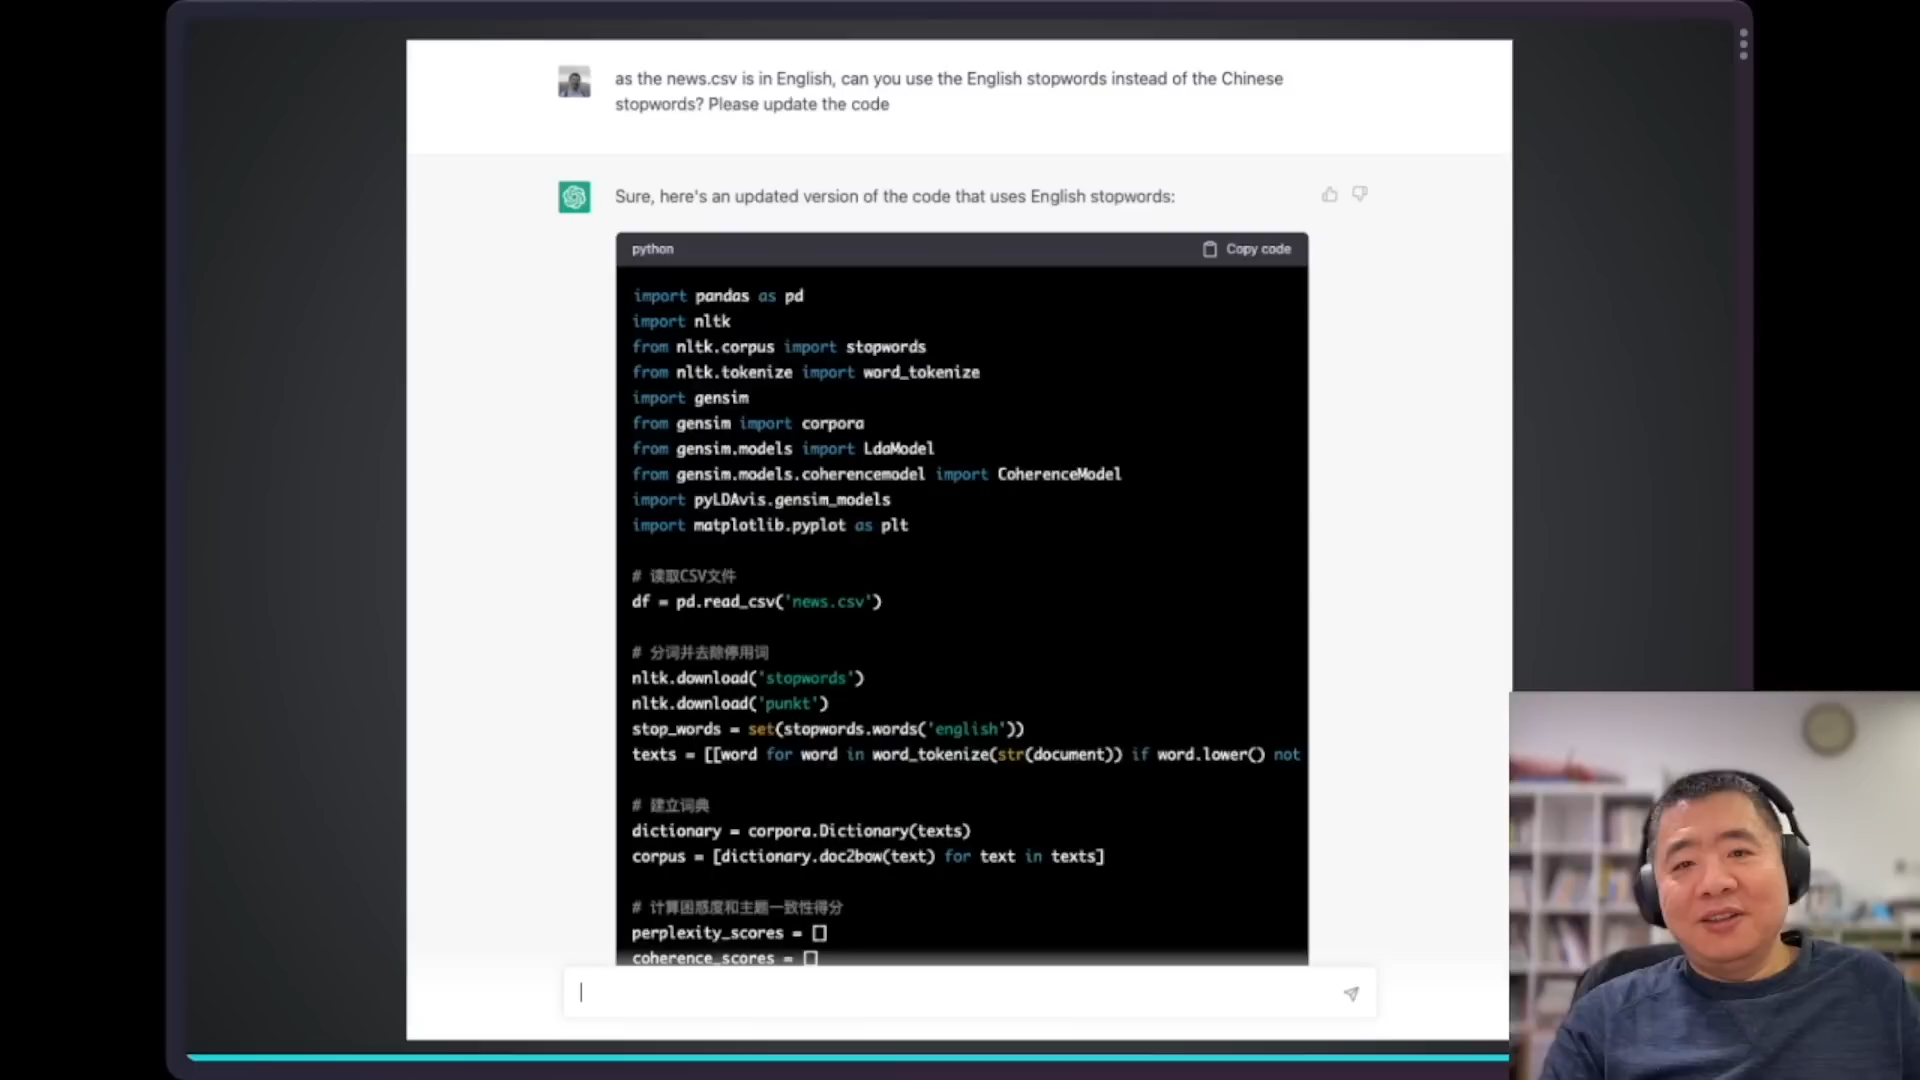 as the news.csv is in English, can you use the English stopwords instead of the Chinese
stopwords? Please update the code
Sure, here's an updated version of the code that uses English stopwords:
python
Copy code
import pandas as pd
import nltk
from nltk.corpus import stopwords
from nltk.tokenize import word_tokenize
import gensim
from gensim import corpora
from gensim.models import LdaModel
from gensim.models.coherencemodel import CoherenceModel
import pyLDAvis.gensim_models
import matplotlib.pyplot as plt
# 读取CSV文件
df = pd.read_csv('news.csv')
# 分词并去除停用词
nltk.download('stopwords')
nltk.download('punkt')
stop_words = set(stopwords.words('english'))
texts = [[word for word in word_tokenize(str(document)) if word.lower() not
# 建立词典
dictionary = corpora.Dictionary(texts)
corpus = [dictionary.doc2bow(text) for text in texts]
# 计算困惑度和主题一致性得分
perplexity_scores = []
coherence_scores = []